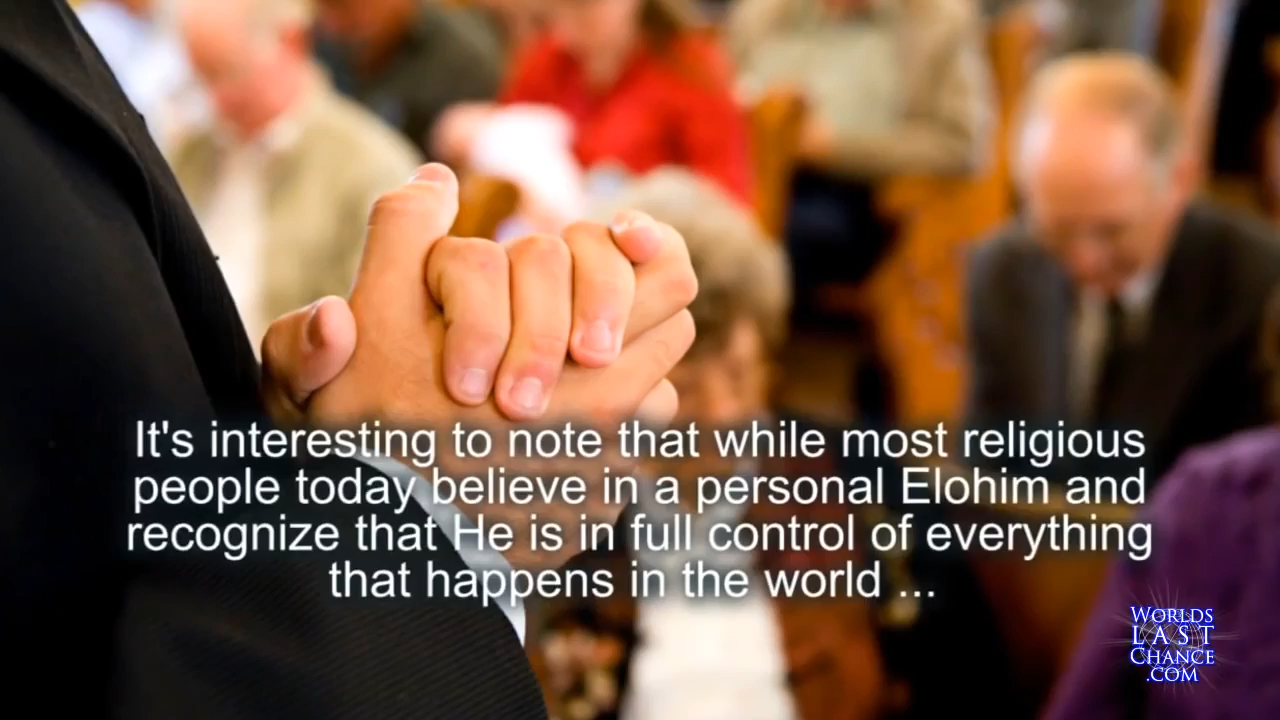 It's interesting to note that while most religious
people today believe in a personal Elohim and
recognize that He is in full control of everything
that happens in the world ...
WORLDS
LAST
CHANCE
.COM